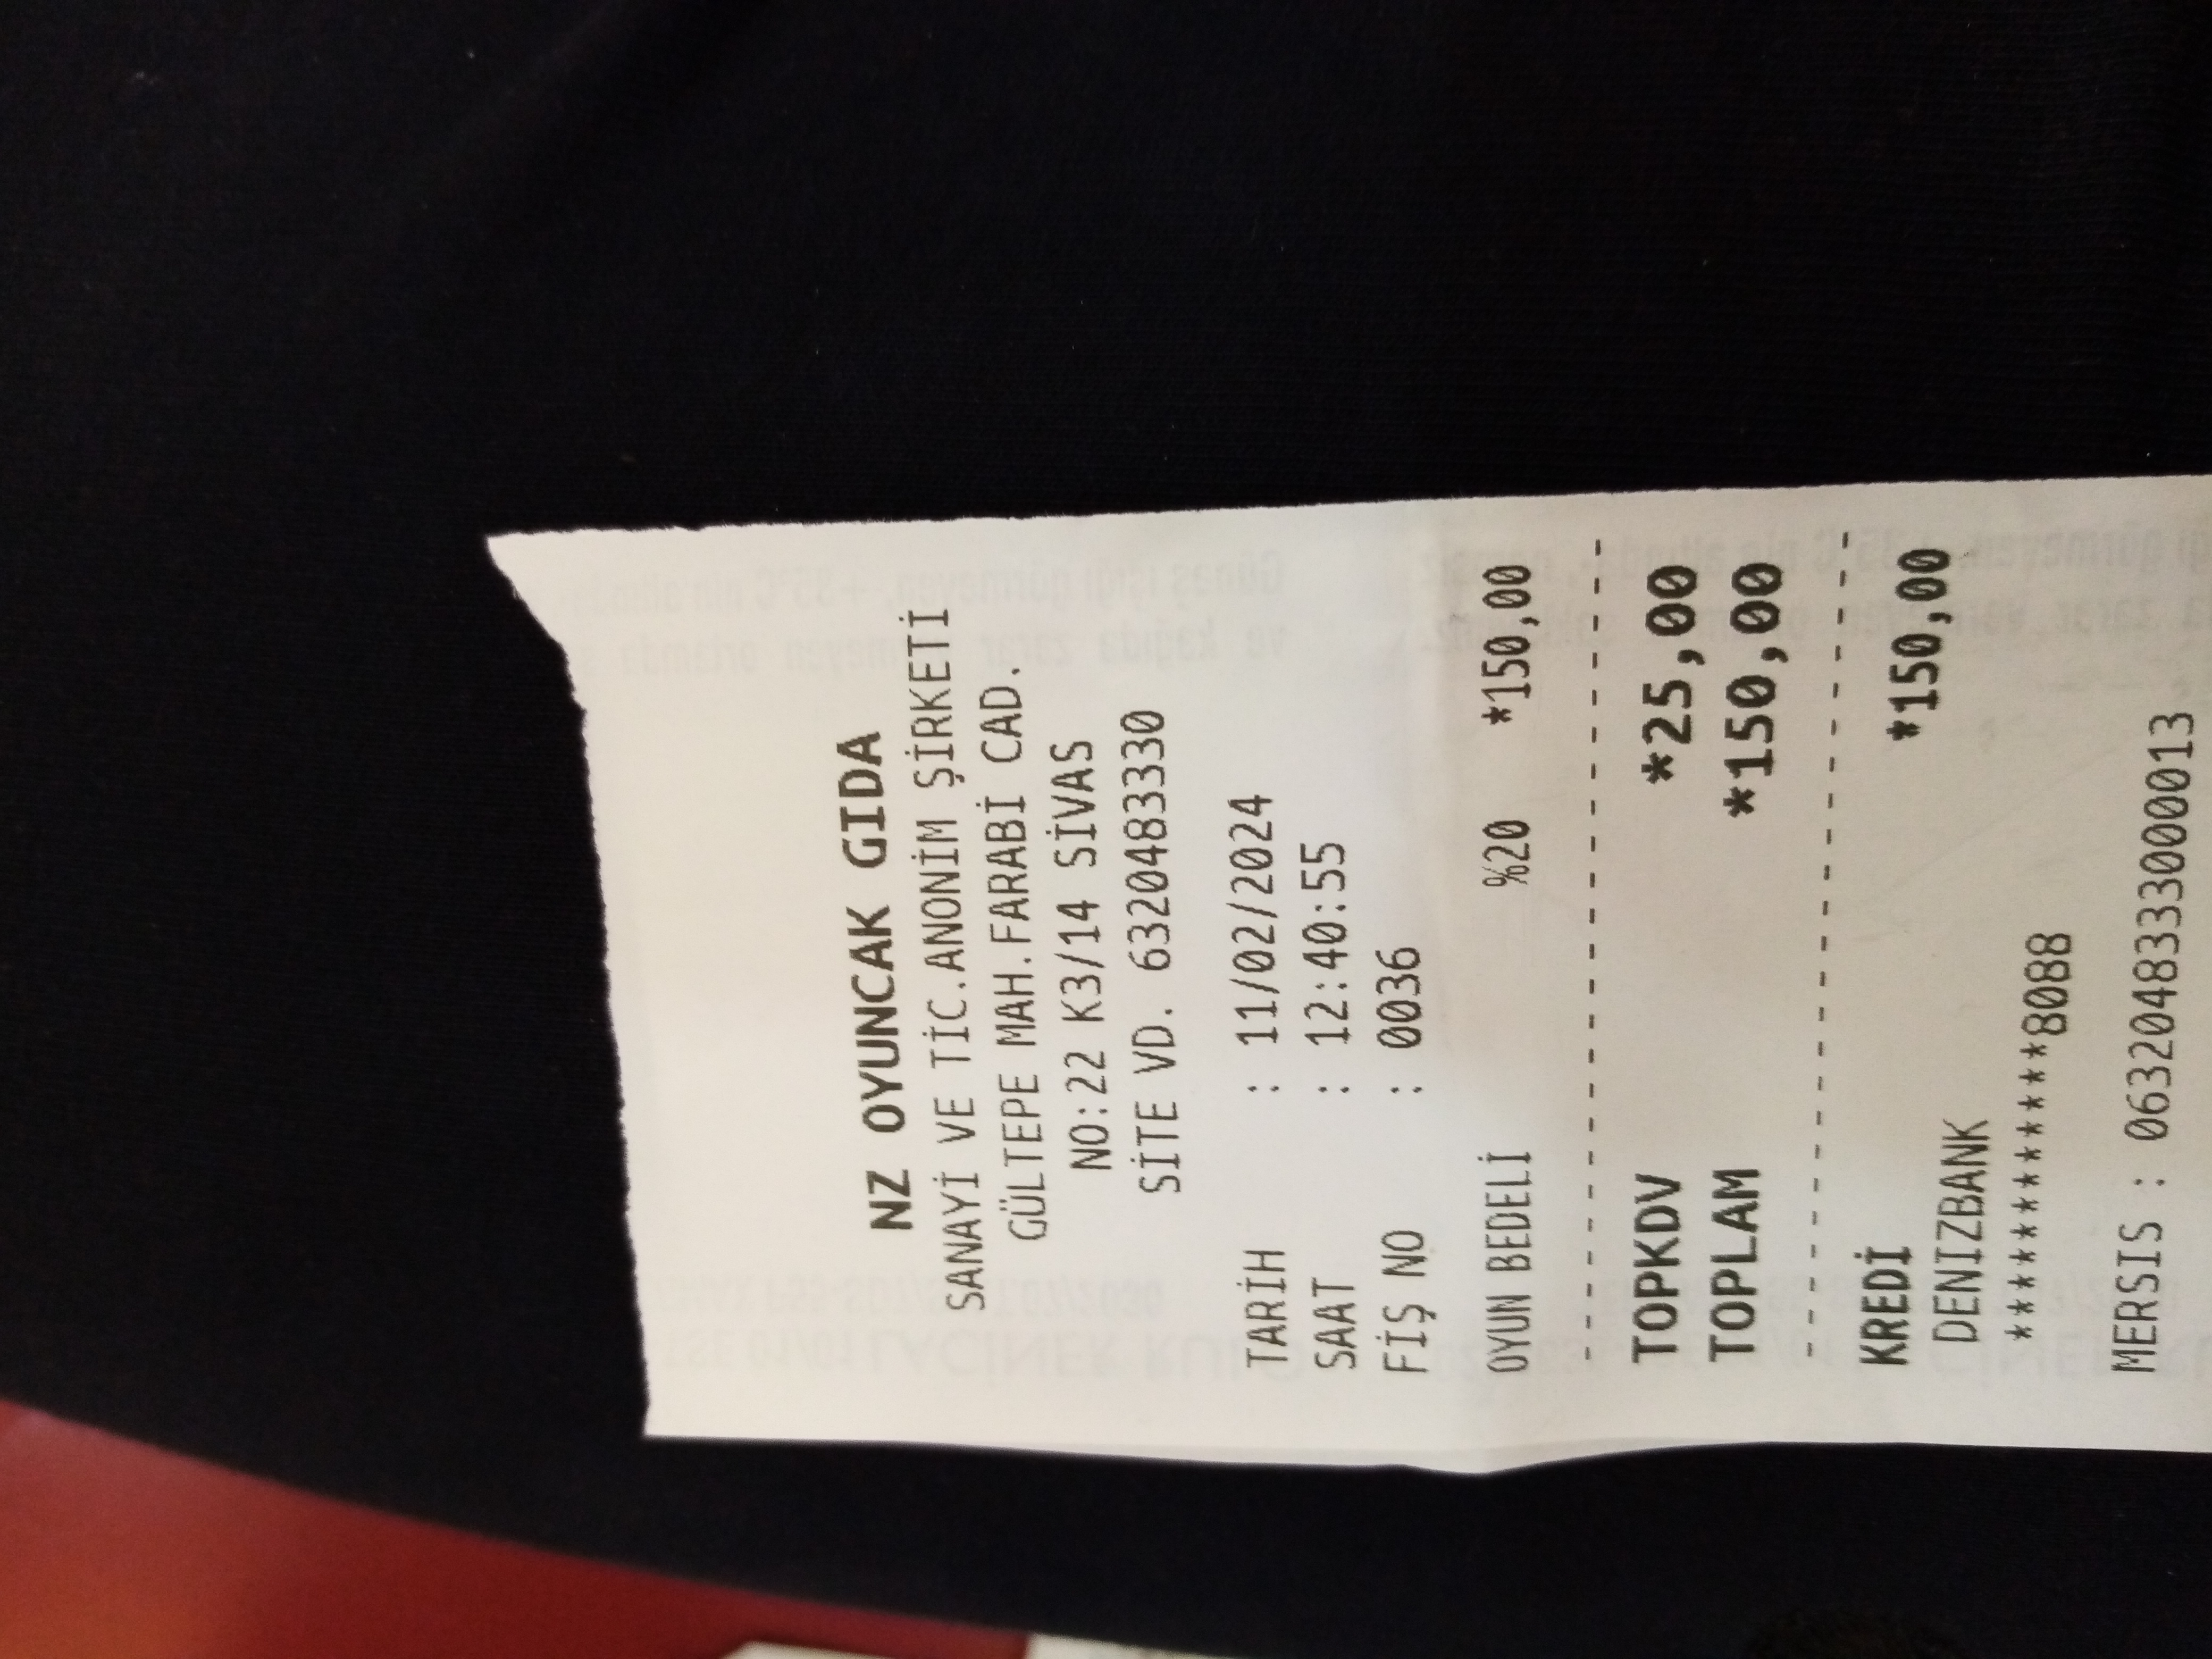 NZ OYUNCAK GIDA
SANAYİ VE TİC.ANONİM ŞİRKETİ
GÜLTEPE MAH.FARABİ CAD.
NO:22 K3/14 SİVAS
SİTE VD. 6320483330
TARİH : 11/02/2024
SAAT : 12:40:55
FİŞ NO : 0036
OYUN BEDELİ %20 *150,00
TOPKDV *25,00
TOPLAM *150,00
KREDİ *150,00
DENIZBANK
************8088
MERSIS : 0632048333000013